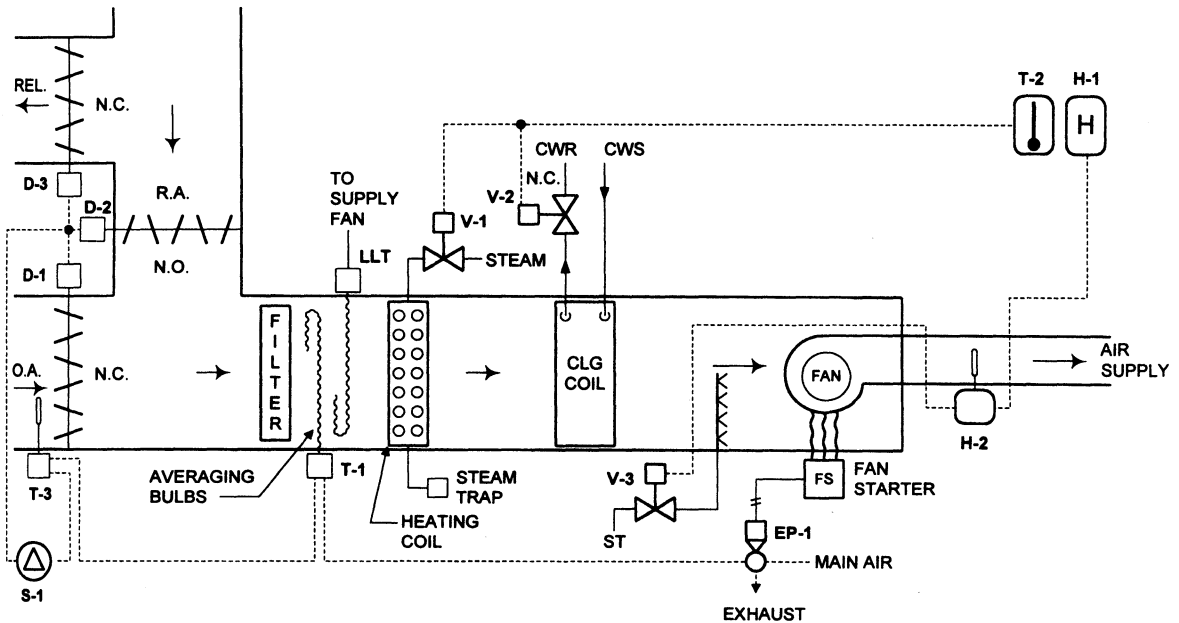 T-2 H-1
H
REL.
N.C.
CWR CWS
N.C.
D-3
D-2
R.A.
TO
SUPPLY
FAN
V-1
V-2
N.O.
D-1
LLT
STEAM
FILTER
O.A.
N.C.
CLG
COIL
FAN
AIR
SUPPLY
H-2
T-3
AVERAGING
BULBS
T-1
STEAM
TRAP
V-3
FS
FAN
STARTER
HEATING
COIL
ST
EP-1
MAIN AIR
S-1
EXHAUST